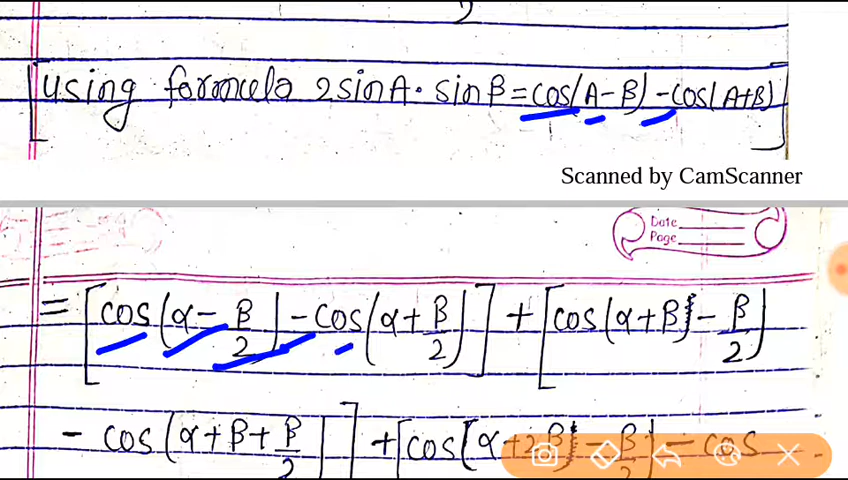 2
[using formula 2sinA· sinB=cos(A-B)-cos(A+B)]
Scanned by CamScanner
Date
Page
= [cos(α-β/2)-cos(α+β/2)] + [cos(α+β)-β/2)
- cos(α+β+β/2)] +[cos(α+2β)-β/2)-cos